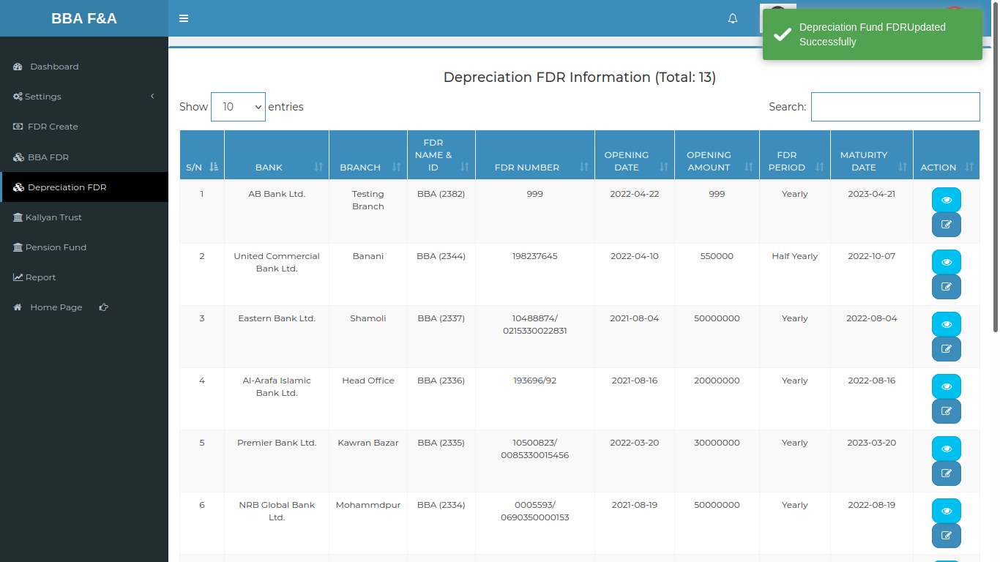 BBA F&A
Depreciation Fund FDRUpdated
Successfully
Dashboard
Settings
FDR Create
BBA FDR
Depreciation FDR
Kallyan Trust
Pension Fund
Report
Home Page
Depreciation FDR Information (Total: 13)
Show 10 entries
Search:
S/N BANK BRANCH FDR NAME & ID FDR NUMBER OPENING DATE OPENING AMOUNT FDR PERIOD MATURITY DATE ACTION
1 AB Bank Ltd. Testing Branch BBA (2382) 999 2022-04-22 999 Yearly 2023-04-21
2 United Commercial Bank Ltd. Banani BBA (2344) 198237645 2022-04-10 550000 Half Yearly 2022-10-07
3 Eastern Bank Ltd. Shamoli BBA (2337) 10488874/ 0215330022831 2021-08-04 50000000 Yearly 2022-08-04
4 Al-Arafa Islamic Bank Ltd. Head Office BBA (2336) 193696/92 2021-08-16 20000000 Yearly 2022-08-16
5 Premier Bank Ltd. Kawran Bazar BBA (2335) 10500823/ 0085330015456 2022-03-20 30000000 Yearly 2023-03-20
6 NRB Global Bank Ltd. Mohammdpur BBA (2334) 0005593/ 0690350000153 2021-08-19 50000000 Yearly 2022-08-19